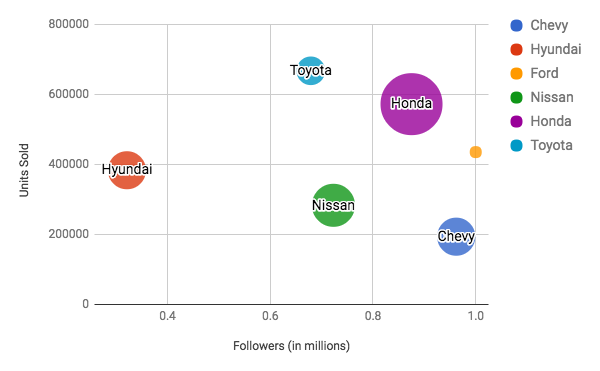 800000
600000
400000
200000
0
Units Sold
Toyota
Honda
Hyundai
Nissan
Chevy
0.4 0.6 0.8 1.0
Followers (in millions)
Chevy
Hyundai
Ford
Nissan
Honda
Toyota